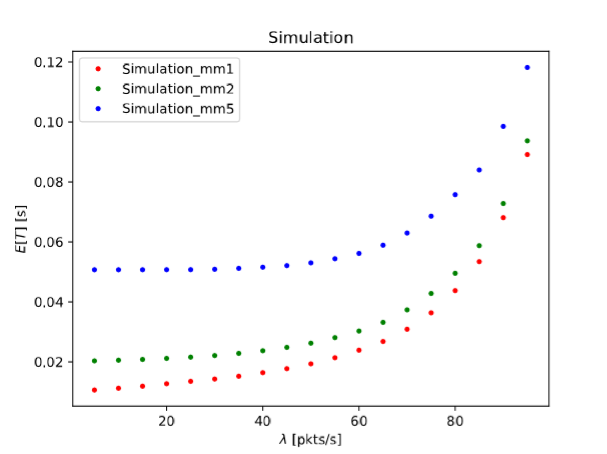 Simulation
Simulation_mm1
Simulation_mm2
Simulation_mm5
0.12
0.10
0.08
0.06
0.04
0.02
E[T] [s]
20 40 60 80
λ [pkts/s]